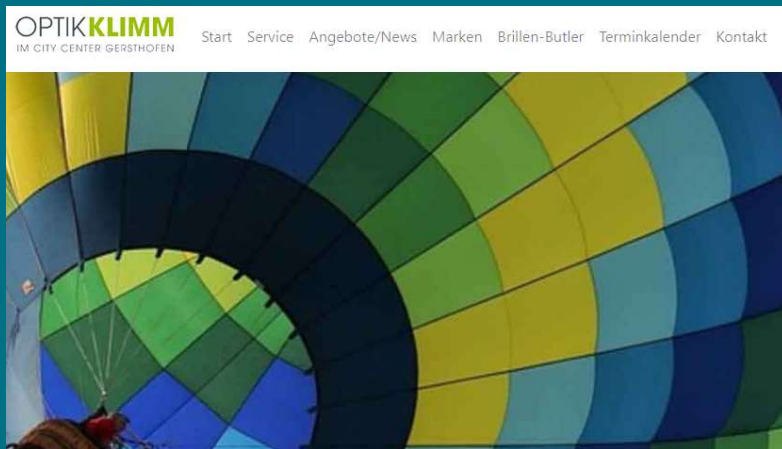 OPTIKKLIMM
IM CITY CENTER GERSTHOFEN
Start Service Angebote/News Marken Brillen-Butler Terminkalender Kontakt